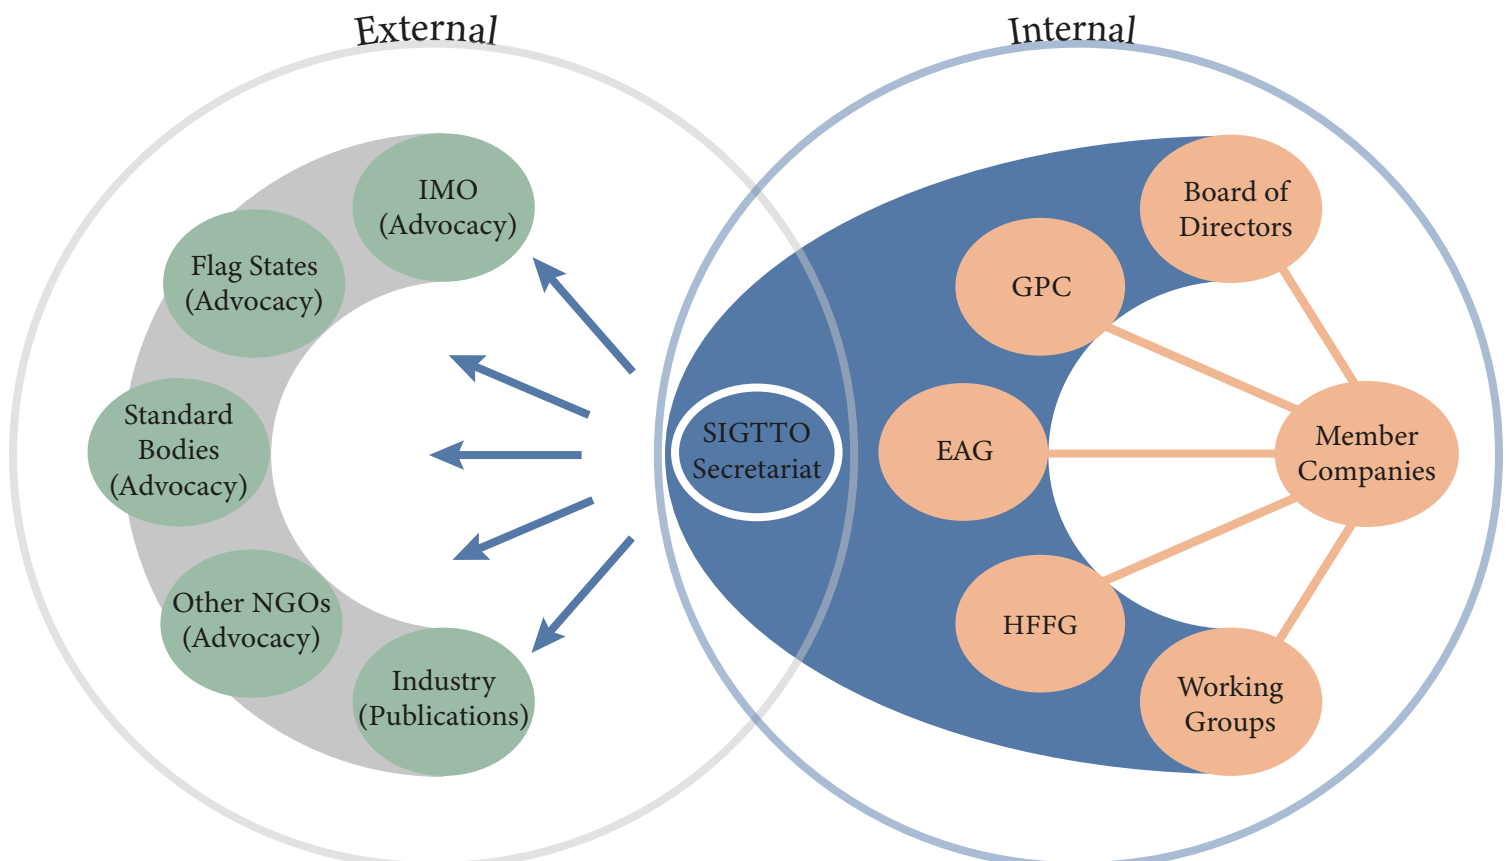 External
Internal
IMO
(Advocacy)
Flag States
(Advocacy)
Standard
Bodies
(Advocacy)
Other NGOs
(Advocacy)
Industry
(Publications)
SIGTTO
Secretariat
Board of
Directors
GPC
EAG
HFFG
Working
Groups
Member
Companies